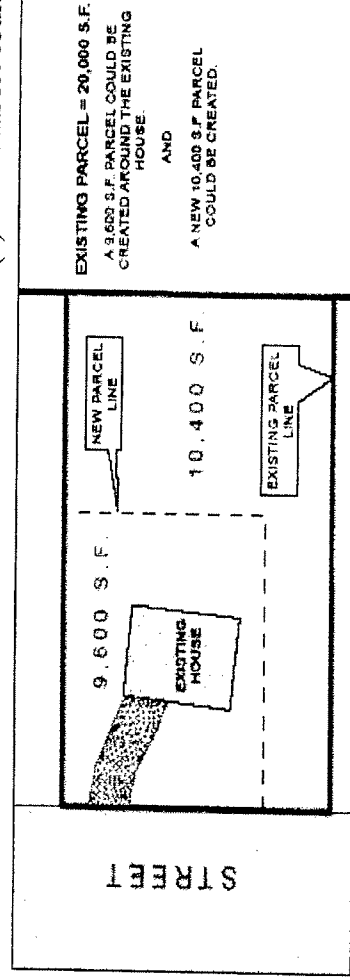 EXISTING PARCEL = 20,000 S.F.
A 9,600 S.F. PARCEL COULD BE
CREATED AROUND THE EXISTING
HOUSE.
AND
A NEW 10,400 S.F. PARCEL
COULD BE CREATED.
NEW PARCEL
LINE
9,600 S.F.
10,400 S.F.
EXISTING
HOUSE
EXISTING PARCEL
LINE
STREET